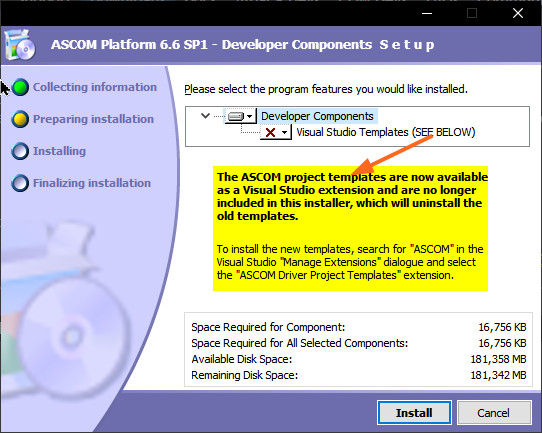 ASCOM Platform 6.6 SP1 - Developer Components Setup
Collecting information
Preparing installation
Installing
Finalizing installation
Please select the program features you would like installed.
Developer Components
Visual Studio Templates (SEE BELOW)
The ASCOM project templates are now available
as a Visual Studio extension and are no longer
included in this installer, which will uninstall the
old templates.
To install the new templates, search for "ASCOM" in the
Visual Studio "Manage Extensions" dialogue and select
the "ASCOM Driver Project Templates" extension.
Space Required for Component: 16,756 KB
Space Required for All Selected Components: 16,756 KB
Available Disk Space: 181,358 MB
Remaining Disk Space: 181,342 MB
Install Cancel